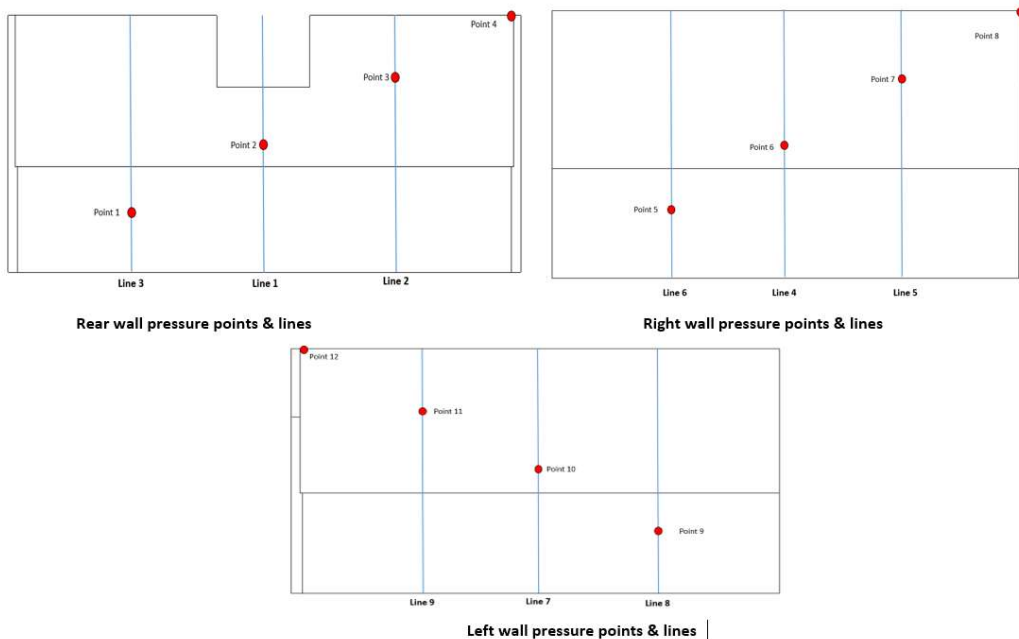 Point 4
Point 3
Point 2
Point 1
Line 3
Line 1
Line 2
Rear wall pressure points & lines
Point 8
Point 7
Point 6
Point 5
Line 6
Line 4
Line 5
Right wall pressure points & lines
Point 12
Point 11
Point 10
Point 9
Line 9
Line 7
Line 8
Left wall pressure points & lines